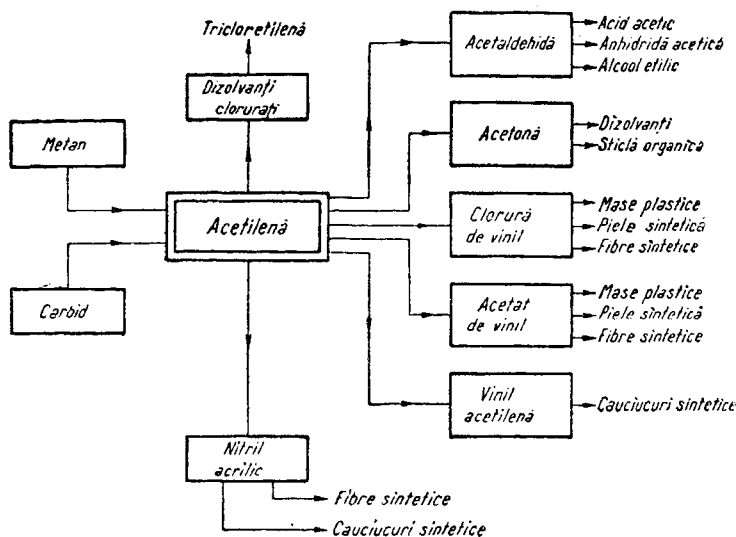 Tricloretilenă
Dizolvanți
clorurați
Metan
Acetilenă
Carbid
Nitril
acrilic
Fibre sintetice
Cauciucuri sintetice
Acetaldehidă
Acid acetic
Anhidridă acetică
Alcool etilic
Acetonă
Dizolvanți
Sticlă organica
Clorură
de vinil
Mase plastice
Piele sintetică
Fibre sintetice
Acetat
de vinil
Mase plastice
Piele sintetică
Fibre sintetice
Vinil
acetilenă
Cauciucuri sintetice